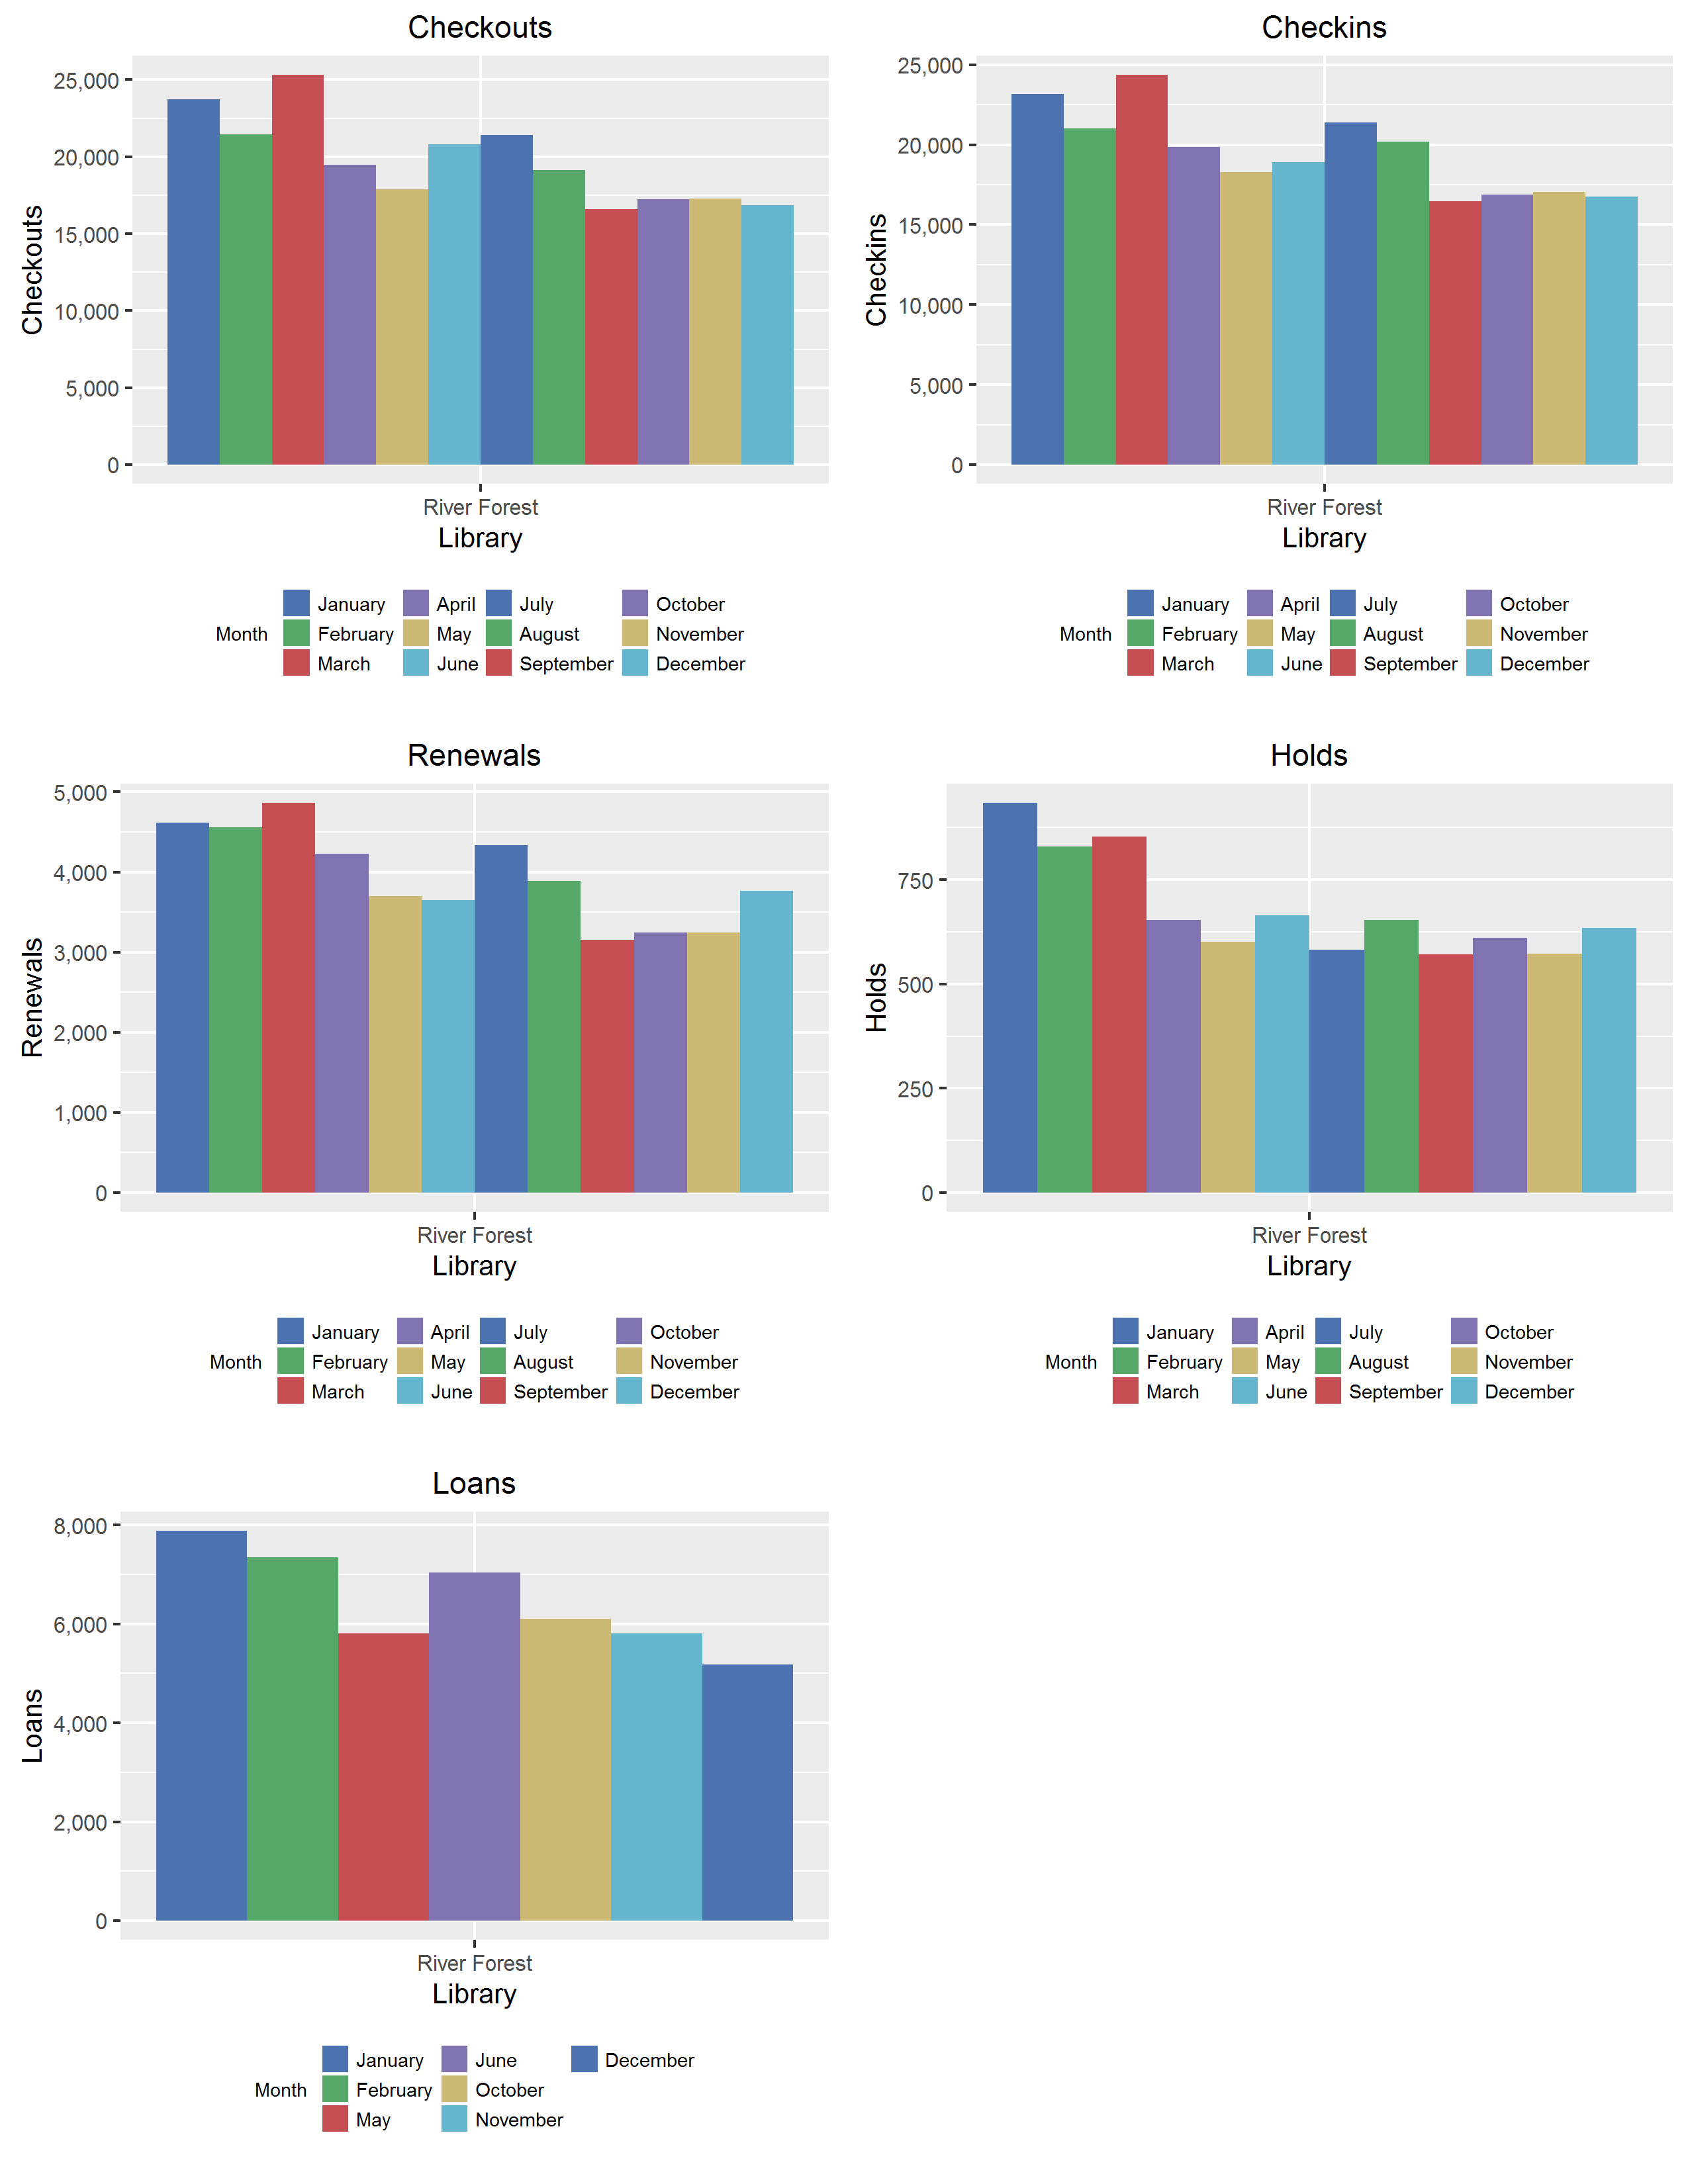 Checkouts
25,000
20,000
15,000
10,000
5,000
0
Checkouts
River Forest
Library
Month
January April July October
February May August November
March June September December
Checkins
25,000
20,000
15,000
10,000
5,000
0
Checkins
River Forest
Library
Month
January April July October
February May August November
March June September December
Renewals
5,000
4,000
3,000
2,000
1,000
0
Renewals
River Forest
Library
Month
January April July October
February May August November
March June September December
Holds
750
500
250
0
Holds
River Forest
Library
Month
January April July October
February May August November
March June September December
Loans
8,000
6,000
4,000
2,000
0
Loans
River Forest
Library
Month
January June December
February October
May November